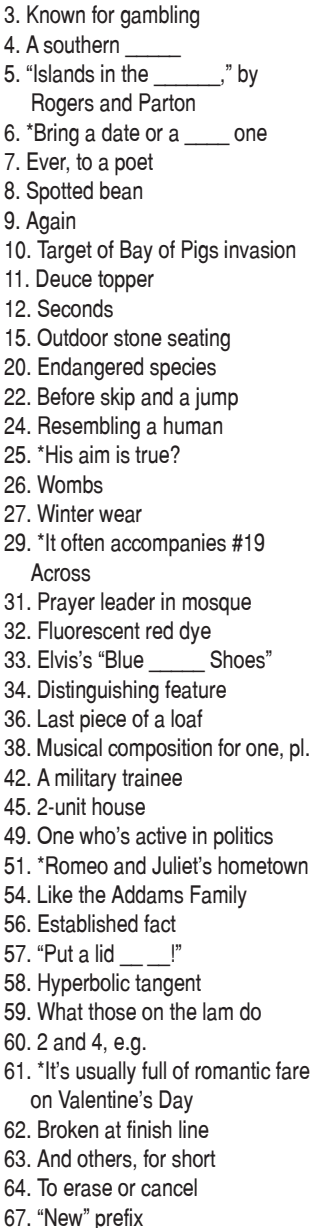 3. Known for gambling
4. A southern _____
5. “Islands in the ______,” by
Rogers and Parton
6. *Bring a date or a ____ one
7. Ever, to a poet
8. Spotted bean
9. Again
10. Target of Bay of Pigs invasion
11. Deuce topper
12. Seconds
15. Outdoor stone seating
20. Endangered species
22. Before skip and a jump
24. Resembling a human
25. *His aim is true?
26. Wombs
27. Winter wear
29. *It often accompanies #19
Across
31. Prayer leader in mosque
32. Fluorescent red dye
33. Elvis’s “Blue _____ Shoes”
34. Distinguishing feature
36. Last piece of a loaf
38. Musical composition for one, pl.
42. A military trainee
45. 2-unit house
49. One who’s active in politics
51. *Romeo and Juliet’s hometown
54. Like the Addams Family
56. Established fact
57. “Put a lid __ __!”
58. Hyperbolic tangent
59. What those on the lam do
60. 2 and 4, e.g.
61. *It’s usually full of romantic fare
on Valentine’s Day
62. Broken at finish line
63. And others, for short
64. To erase or cancel
67. “New” prefix